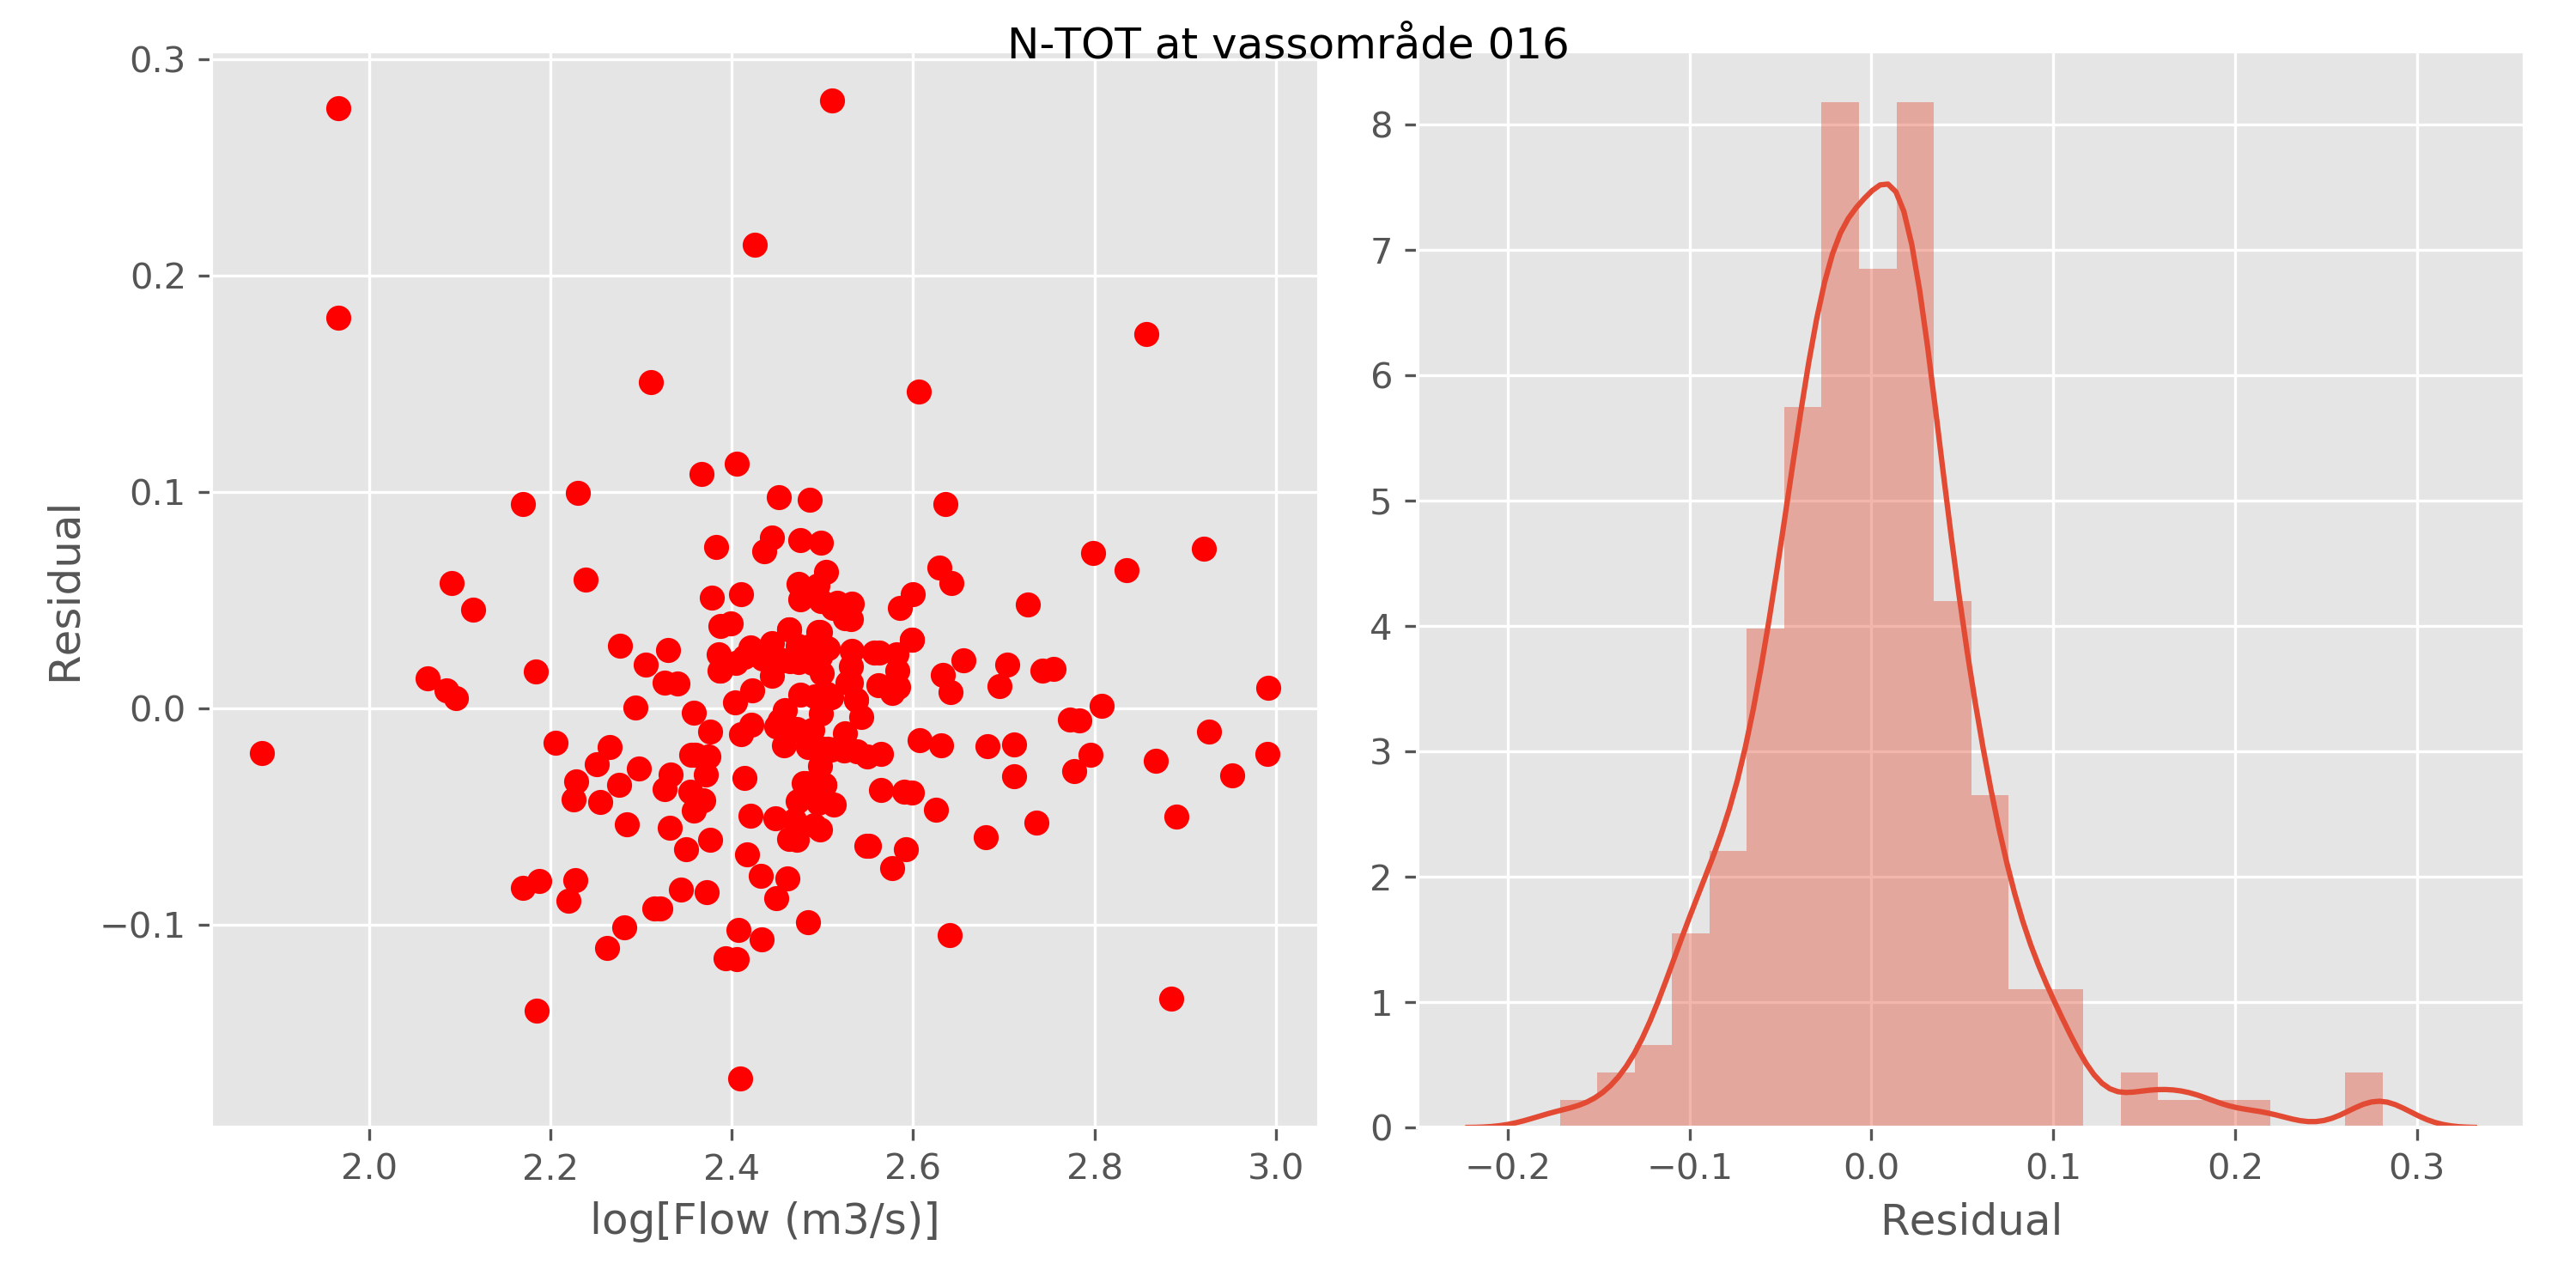 N-TOT at vassområde 016
0.3
0.2
0.1
0.0
−0.1
Residual
2.0 2.2 2.4 2.6 2.8 3.0
log[Flow (m3/s)]
8
7
6
5
4
3
2
1
0
−0.2 −0.1 0.0 0.1 0.2 0.3
Residual